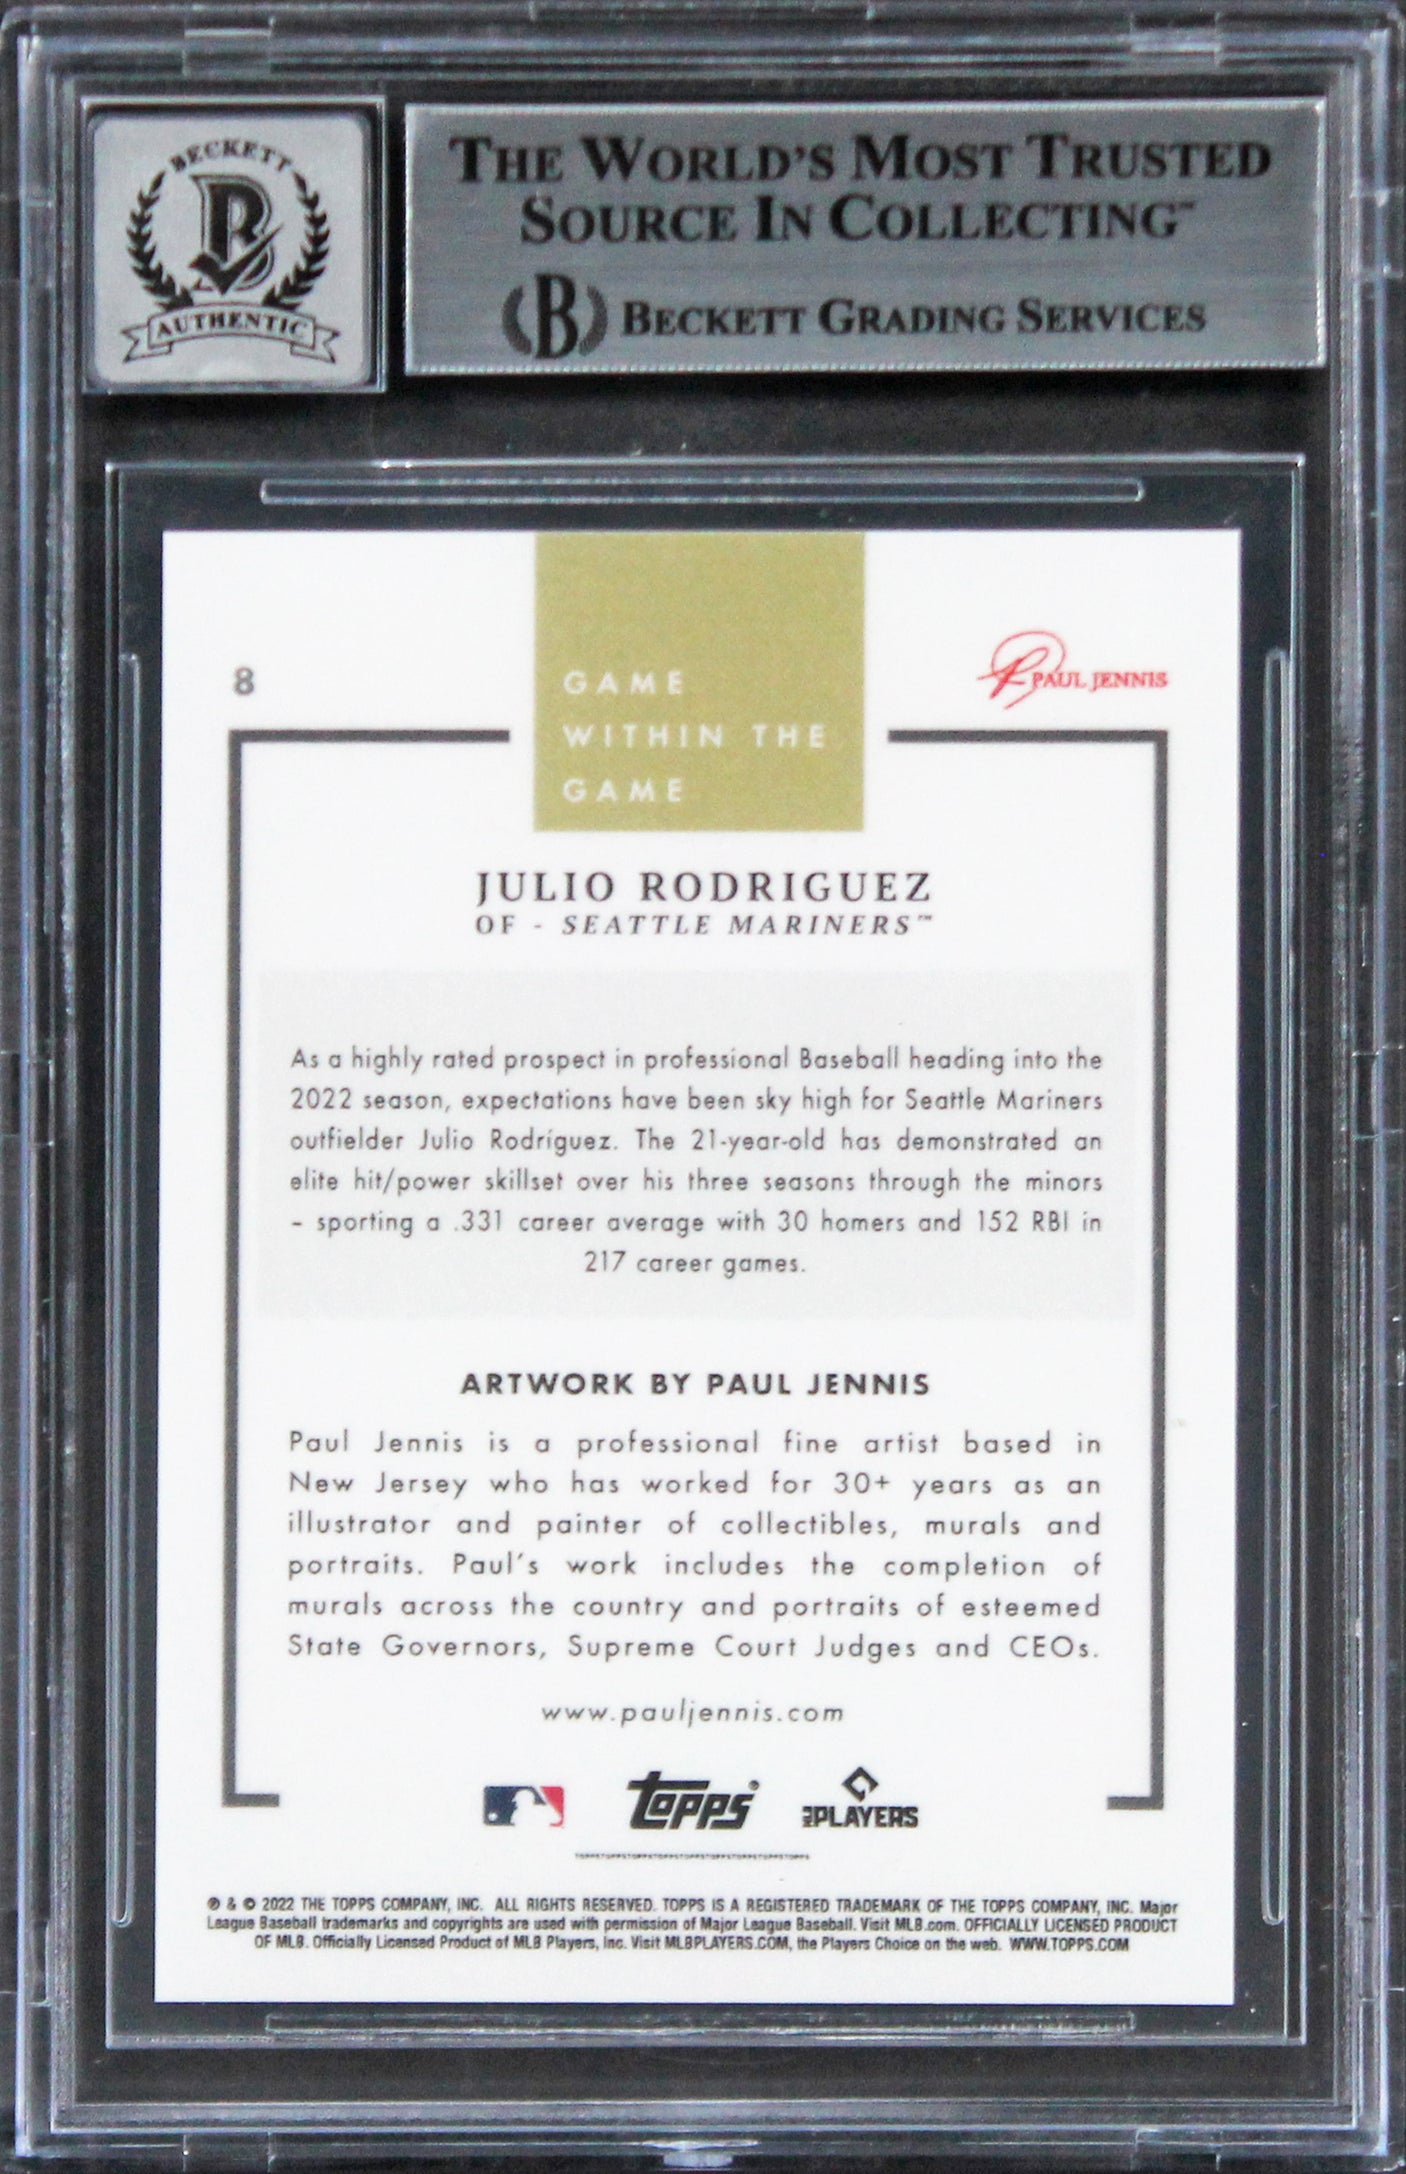 BECKETT
B
AUTHENTIC
THE WORLD'S MOST TRUSTED
SOURCE IN COLLECTING™
B BECKETT GRADING SERVICES
8
GAME
WITHIN THE
GAME
PAUL JENNIS
JULIO RODRIGUEZ
OF - SEATTLE MARINERS™
As a highly rated prospect in professional Baseball heading into the
2022 season, expectations have been sky high for Seattle Mariners
outfielder Julio Rodríguez. The 21-year-old has demonstrated an
elite hit/power skillset over his three seasons through the minors
– sporting a .331 career average with 30 homers and 152 RBI in
217 career games.
ARTWORK BY PAUL JENNIS
Paul Jennis is a professional fine artist based in
New Jersey who has worked for 30+ years as an
illustrator and painter of collectibles, murals and
portraits. Paul's work includes the completion of
murals across the country and portraits of esteemed
State Governors, Supreme Court Judges and CEOs.
www.pauljennis.com
Topps®
MLB PLAYERS
TOPPSTOPPSTOPPSTOPPSTOPPSTOPPSTOPPSTOPPSTOPPS
℗ & © 2022 THE TOPPS COMPANY, INC. ALL RIGHTS RESERVED. TOPPS IS A REGISTERED TRADEMARK OF THE TOPPS COMPANY, INC. Major
League Baseball trademarks and copyrights are used with permission of Major League Baseball. Visit MLB.com. OFFICIALLY LICENSED PRODUCT
OF MLB. Officially Licensed Product of MLB Players, Inc. Visit MLBPLAYERS.COM, the Players Choice on the web. WWW.TOPPS.COM